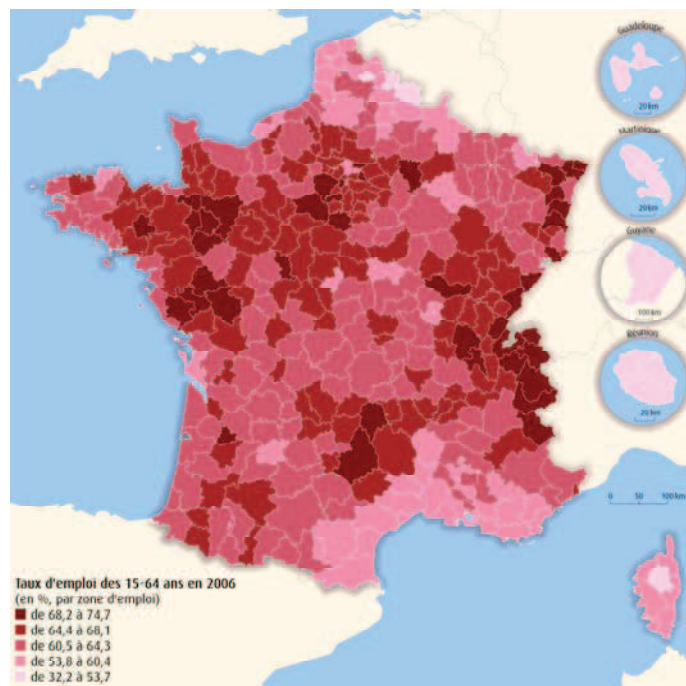 Guadeloupe
20 km
Martinique
20 km
Guyane
100 km
Réunion
20 km
0 50 100 km
Taux d'emploi des 15-64 ans en 2006
(en %, par zone d'emploi)
de 68,2 à 74,7
de 64,4 à 68,1
de 60,5 à 64,3
de 53,8 à 60,4
de 32,2 à 53,7